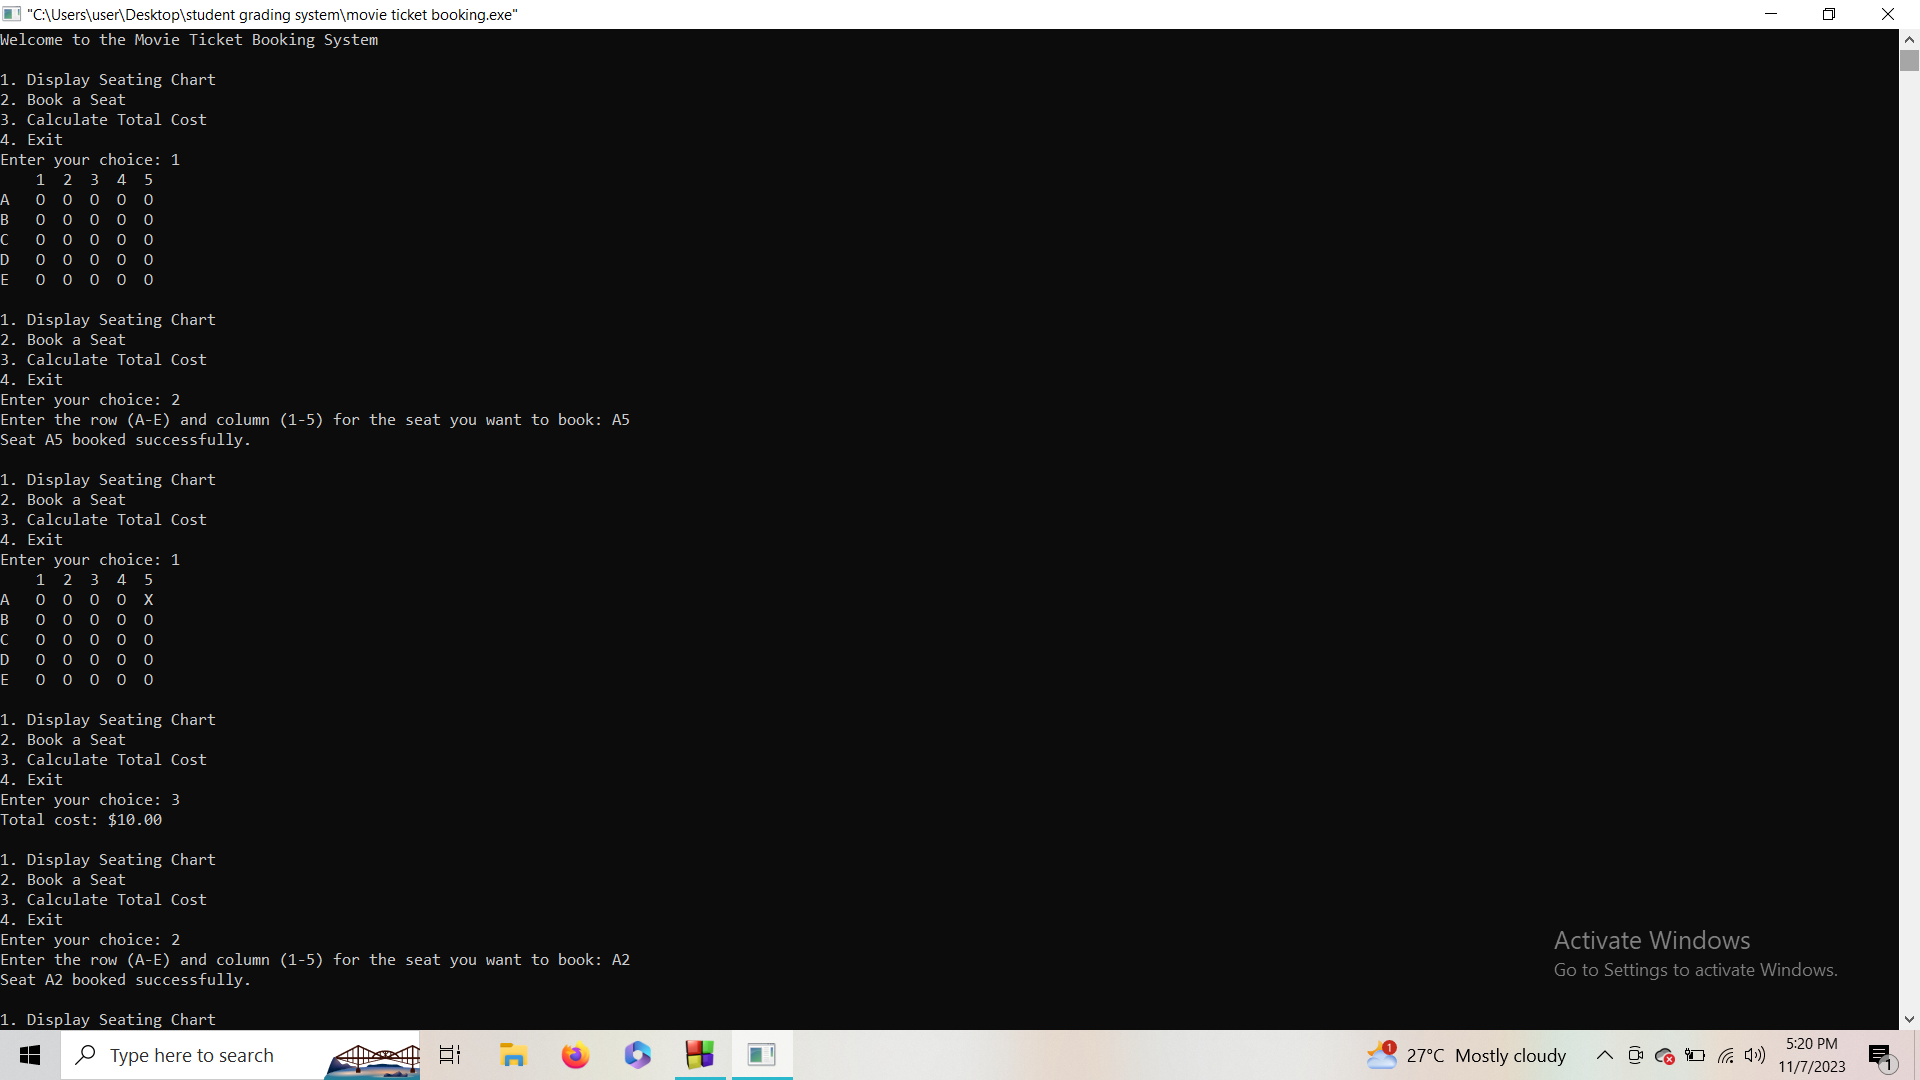 "C:\Users\user\Desktop\student grading system\movie ticket booking.exe"
Welcome to the Movie Ticket Booking System
1. Display Seating Chart
2. Book a Seat
3. Calculate Total Cost
4. Exit
Enter your choice: 1
1 2 3 4 5
A O O O O O
B O O O O O
C O O O O O
D O O O O O
E O O O O O
1. Display Seating Chart
2. Book a Seat
3. Calculate Total Cost
4. Exit
Enter your choice: 2
Enter the row (A-E) and column (1-5) for the seat you want to book: A5
Seat A5 booked successfully.
1. Display Seating Chart
2. Book a Seat
3. Calculate Total Cost
4. Exit
Enter your choice: 1
1 2 3 4 5
A O O O O X
B O O O O O
C O O O O O
D O O O O O
E O O O O O
1. Display Seating Chart
2. Book a Seat
3. Calculate Total Cost
4. Exit
Enter your choice: 3
Total cost: $10.00
1. Display Seating Chart
2. Book a Seat
3. Calculate Total Cost
4. Exit
Enter your choice: 2
Enter the row (A-E) and column (1-5) for the seat you want to book: A2
Seat A2 booked successfully.
1. Display Seating Chart
Activate Windows
Go to Settings to activate Windows.
Type here to search
1
27°C Mostly cloudy
5:20 PM
11/7/2023
1